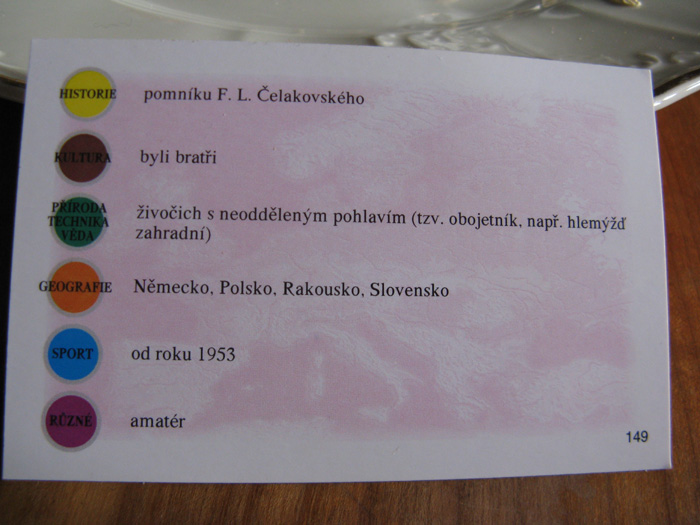 HISTORIE pomníku F. L. Čelakovského
KULTURA byli bratři
PŘÍRODA
TECHNIKA
VĚDA
živočich s neodděleným pohlavím (tzv. obojetník, např. hlemýžď
zahradní)
GEOGRAFIE Německo, Polsko, Rakousko, Slovensko
SPORT od roku 1953
RŮZNÉ amatér
149